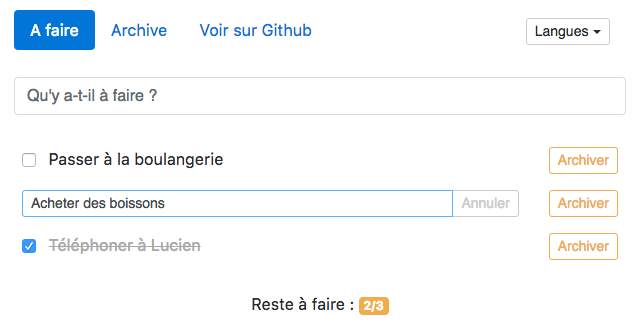 A faire Archive Voir sur Github Langues
Qu'y a-t-il à faire ?
Passer à la boulangerie Archiver
Acheter des boissons Annuler Archiver
Téléphoner à Lucien Archiver
Reste à faire : 2/3